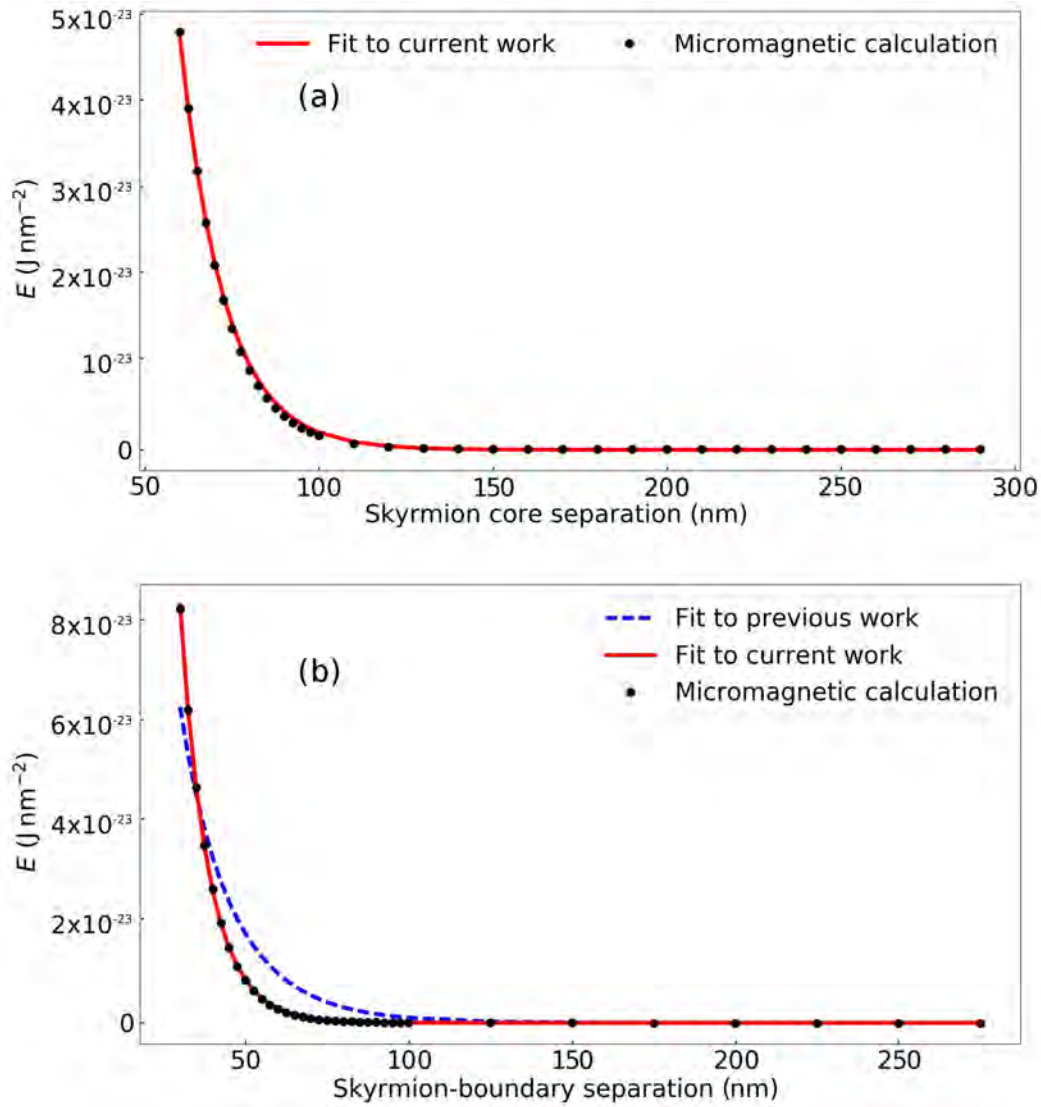 5x10⁻²³
Fit to current work
Micromagnetic calculation
(a)
4x10⁻²³
3x10⁻²³
2x10⁻²³
10⁻²³
0
E (J nm⁻²)
50 100 150 200 250 300
Skyrmion core separation (nm)
8x10⁻²³
Fit to previous work
Fit to current work
(b)
Micromagnetic calculation
6x10⁻²³
4x10⁻²³
2x10⁻²³
0
E (J nm⁻²)
50 100 150 200 250
Skyrmion-boundary separation (nm)